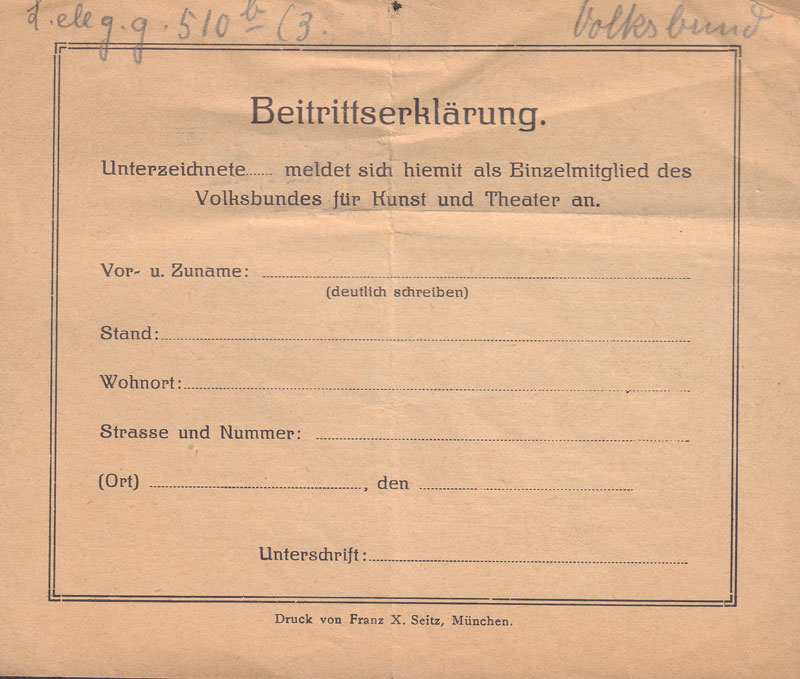 L. eleg. g. 510 b (3.
Volksbund
Beitrittserklärung.
Unterzeichnete...... meldet sich hiemit als Einzelmitglied des
Volksbundes für Kunst und Theater an.
Vor- u. Zuname:
(deutlich schreiben)
Stand:
Wohnort:
Strasse und Nummer:
(Ort) , den
Unterschrift:
Druck von Franz X. Seitz, München.